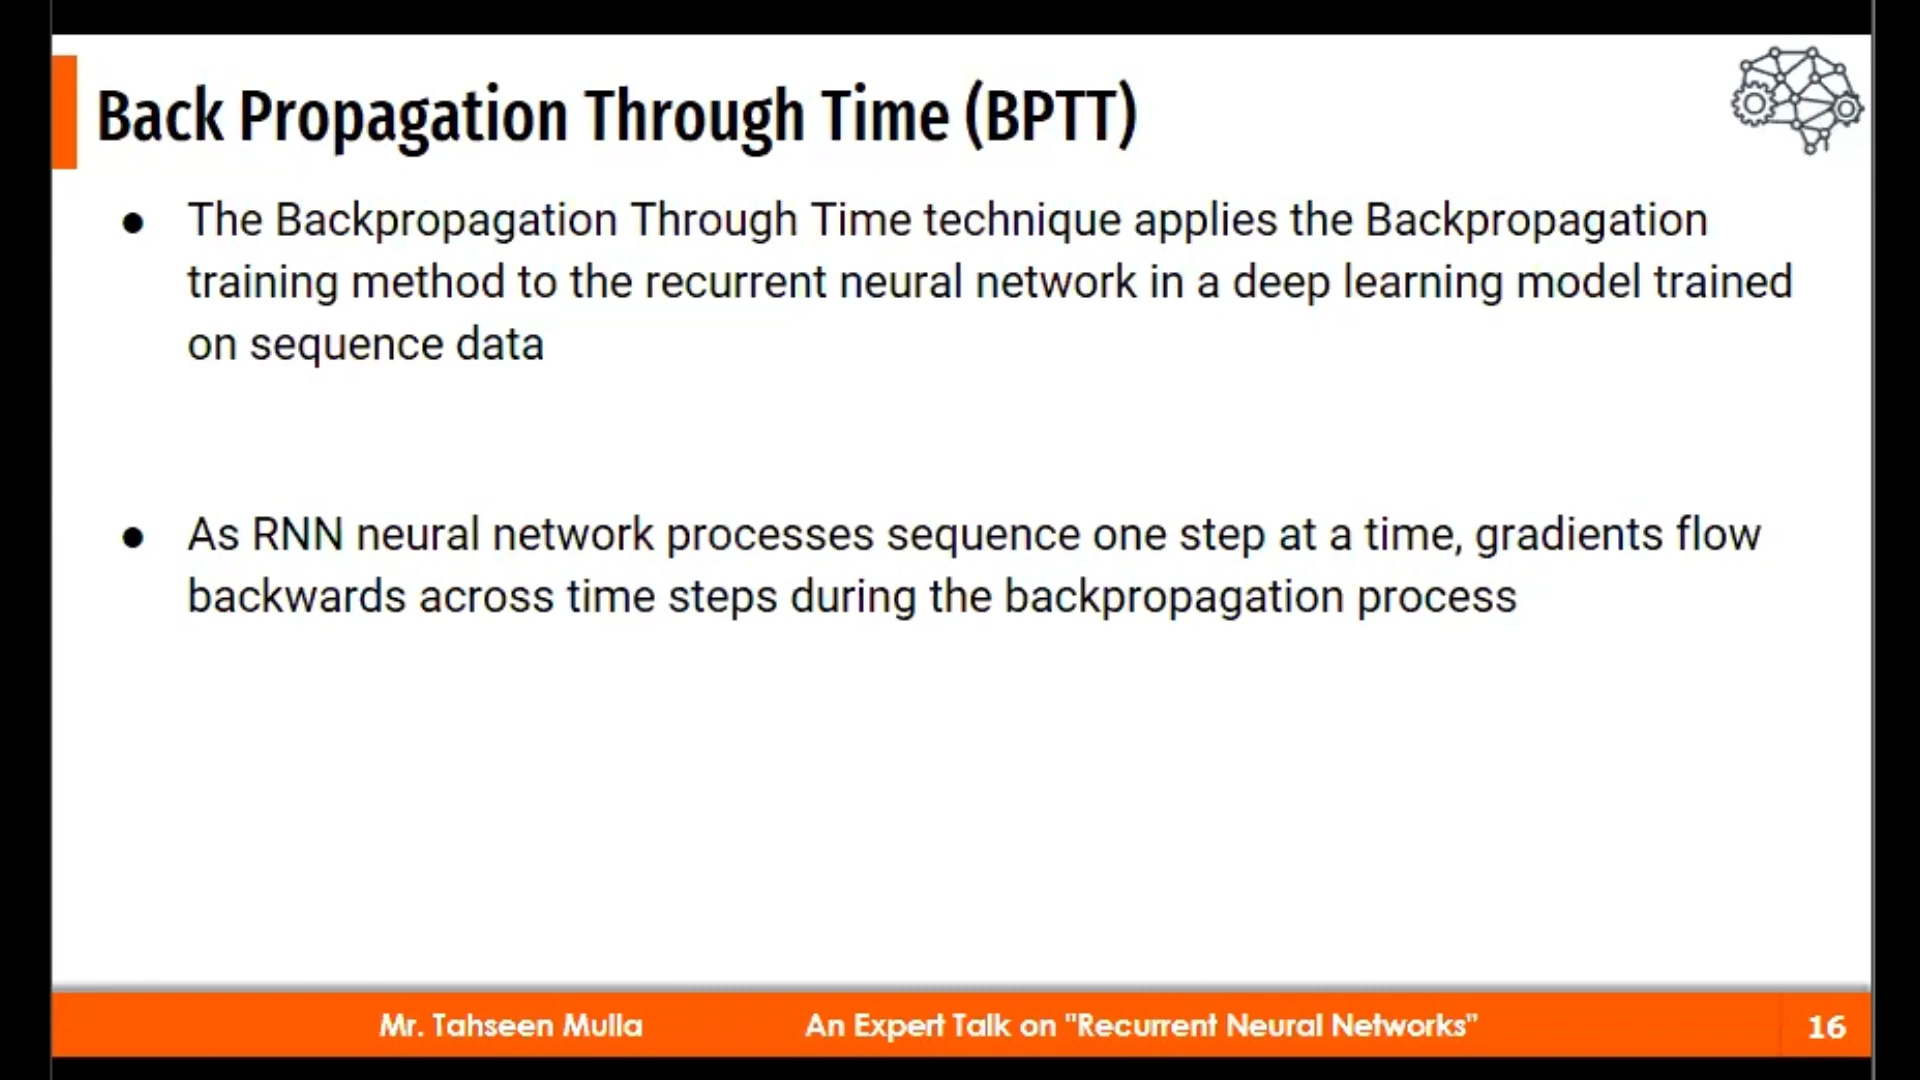 Back Propagation Through Time (BPTT)
● The Backpropagation Through Time technique applies the Backpropagation
training method to the recurrent neural network in a deep learning model trained
on sequence data
● As RNN neural network processes sequence one step at a time, gradients flow
backwards across time steps during the backpropagation process
Mr. Tahseen Mulla An Expert Talk on "Recurrent Neural Networks" 16